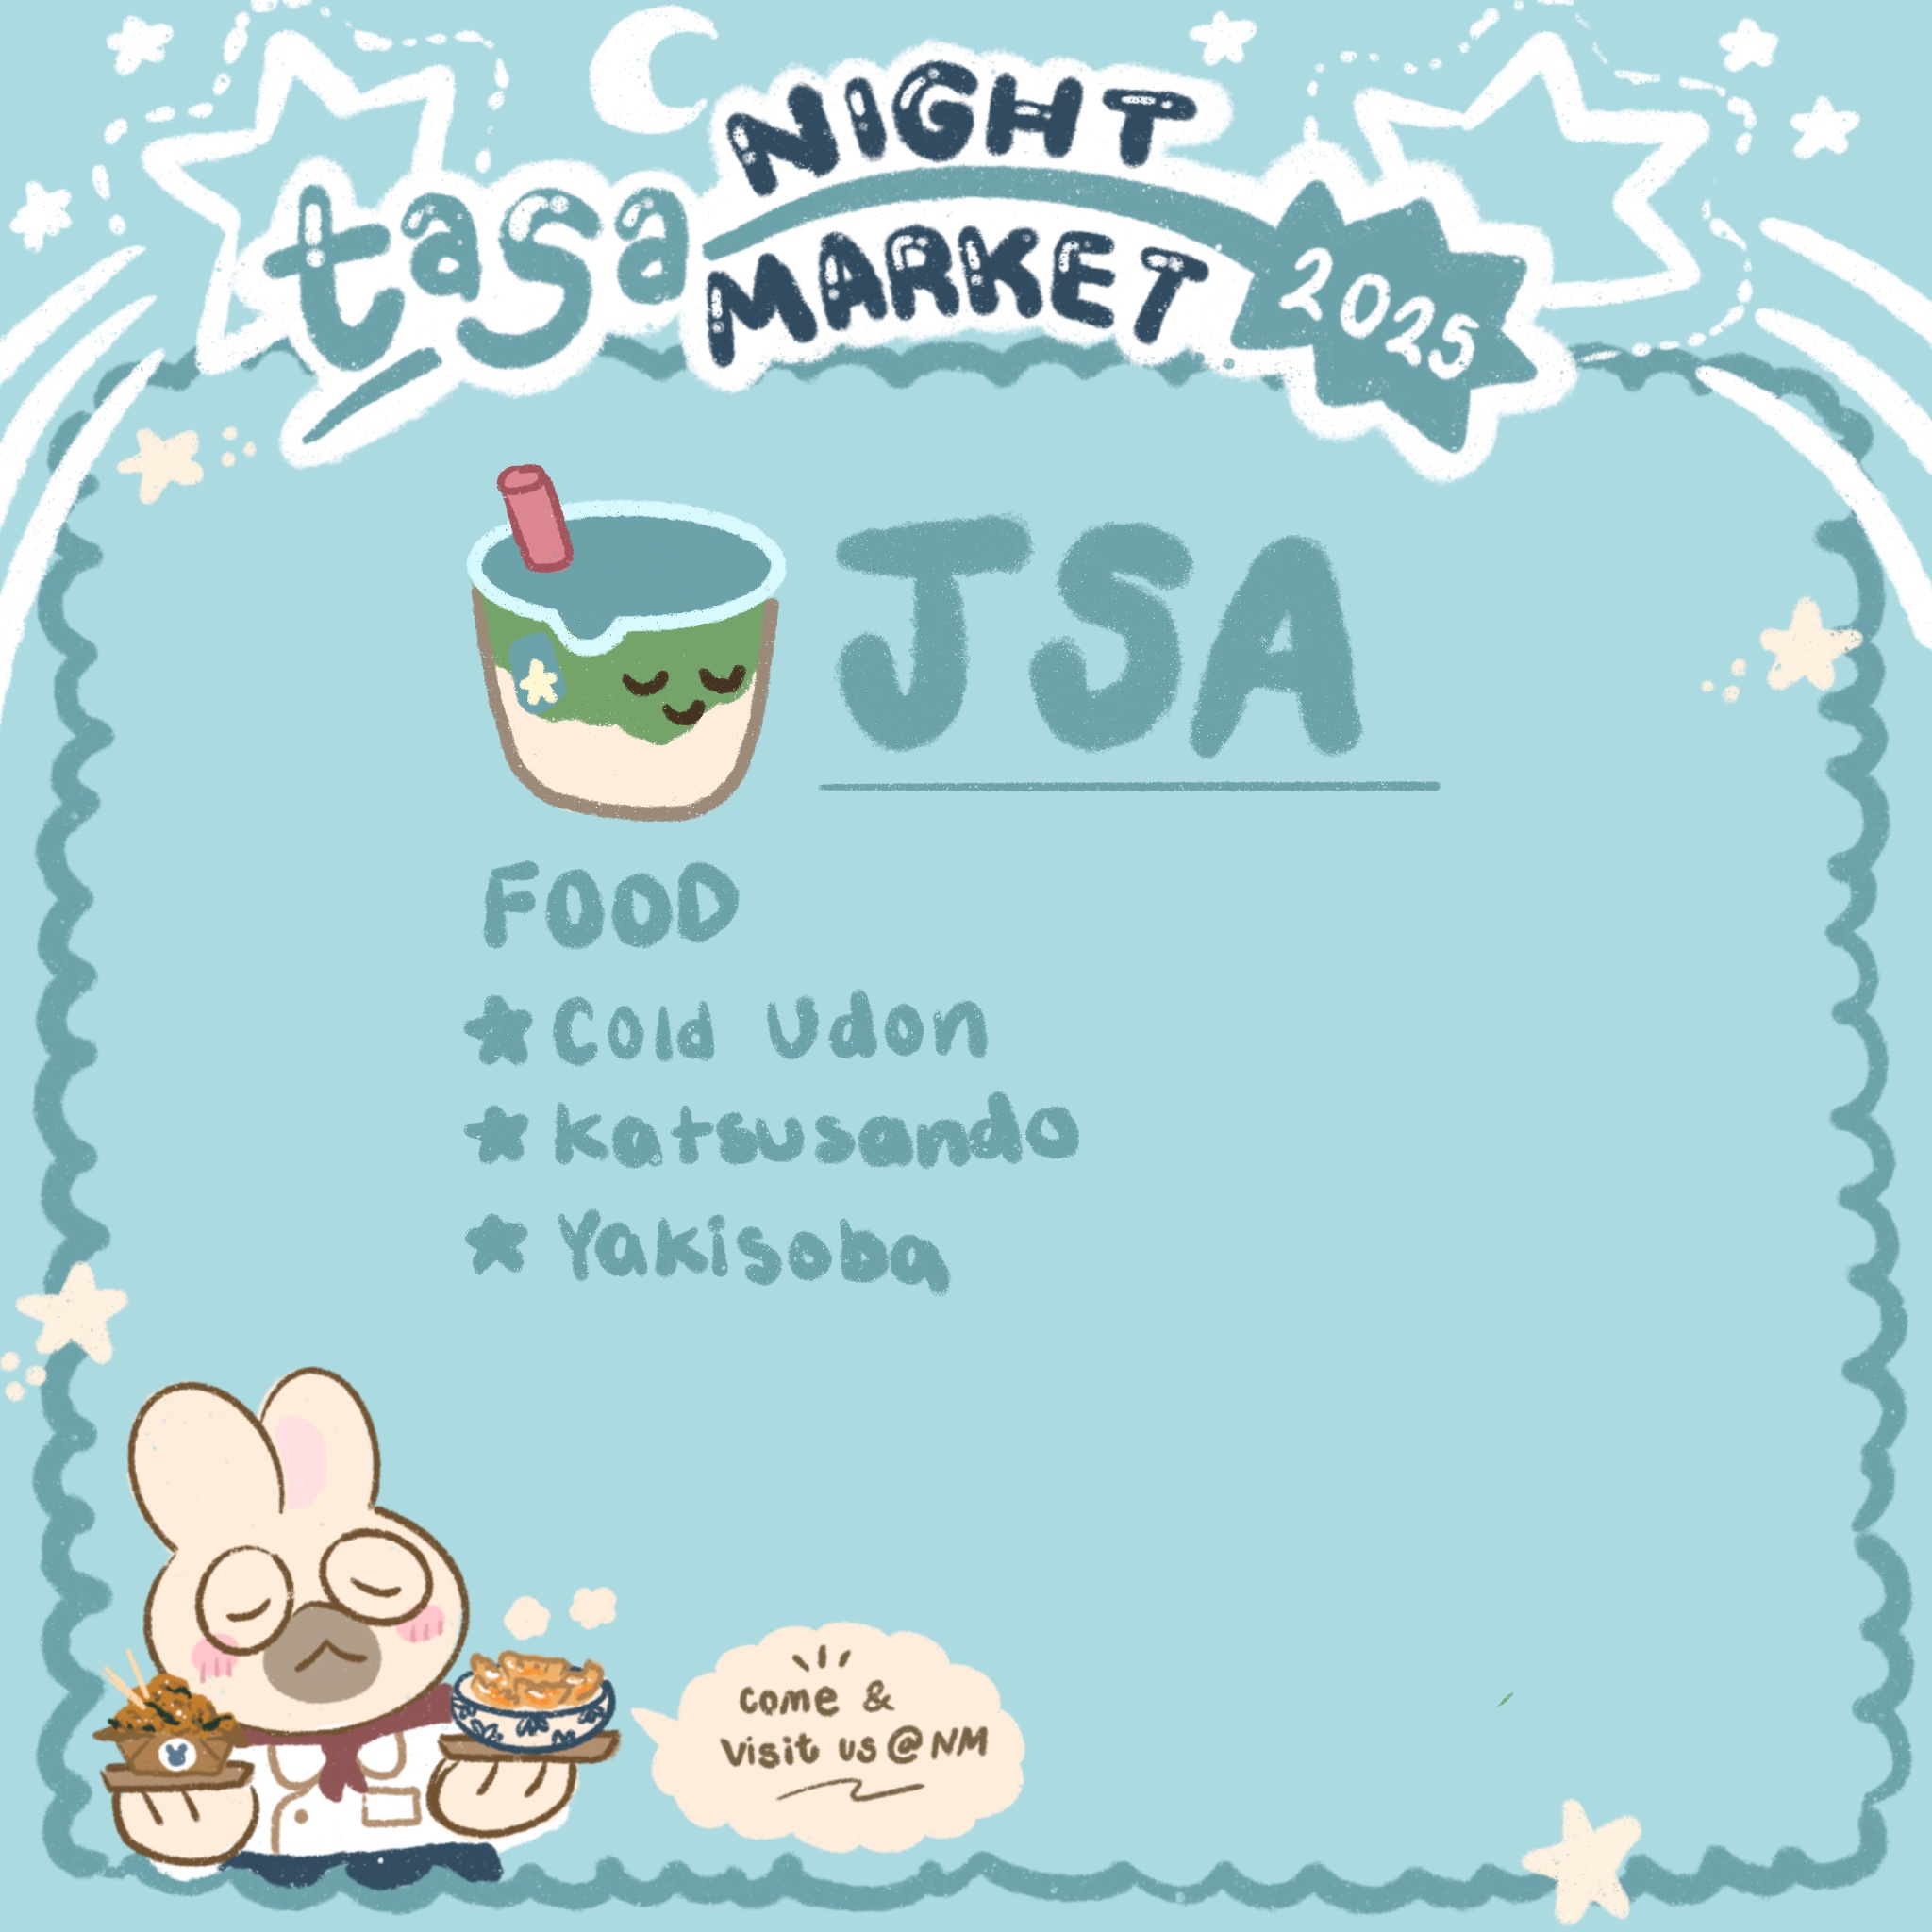 tasa NIGHT
MARKET 2025
JSA
FOOD
Cold Udon
Katsusando
Yakisoba
come &
Visit us @ NM